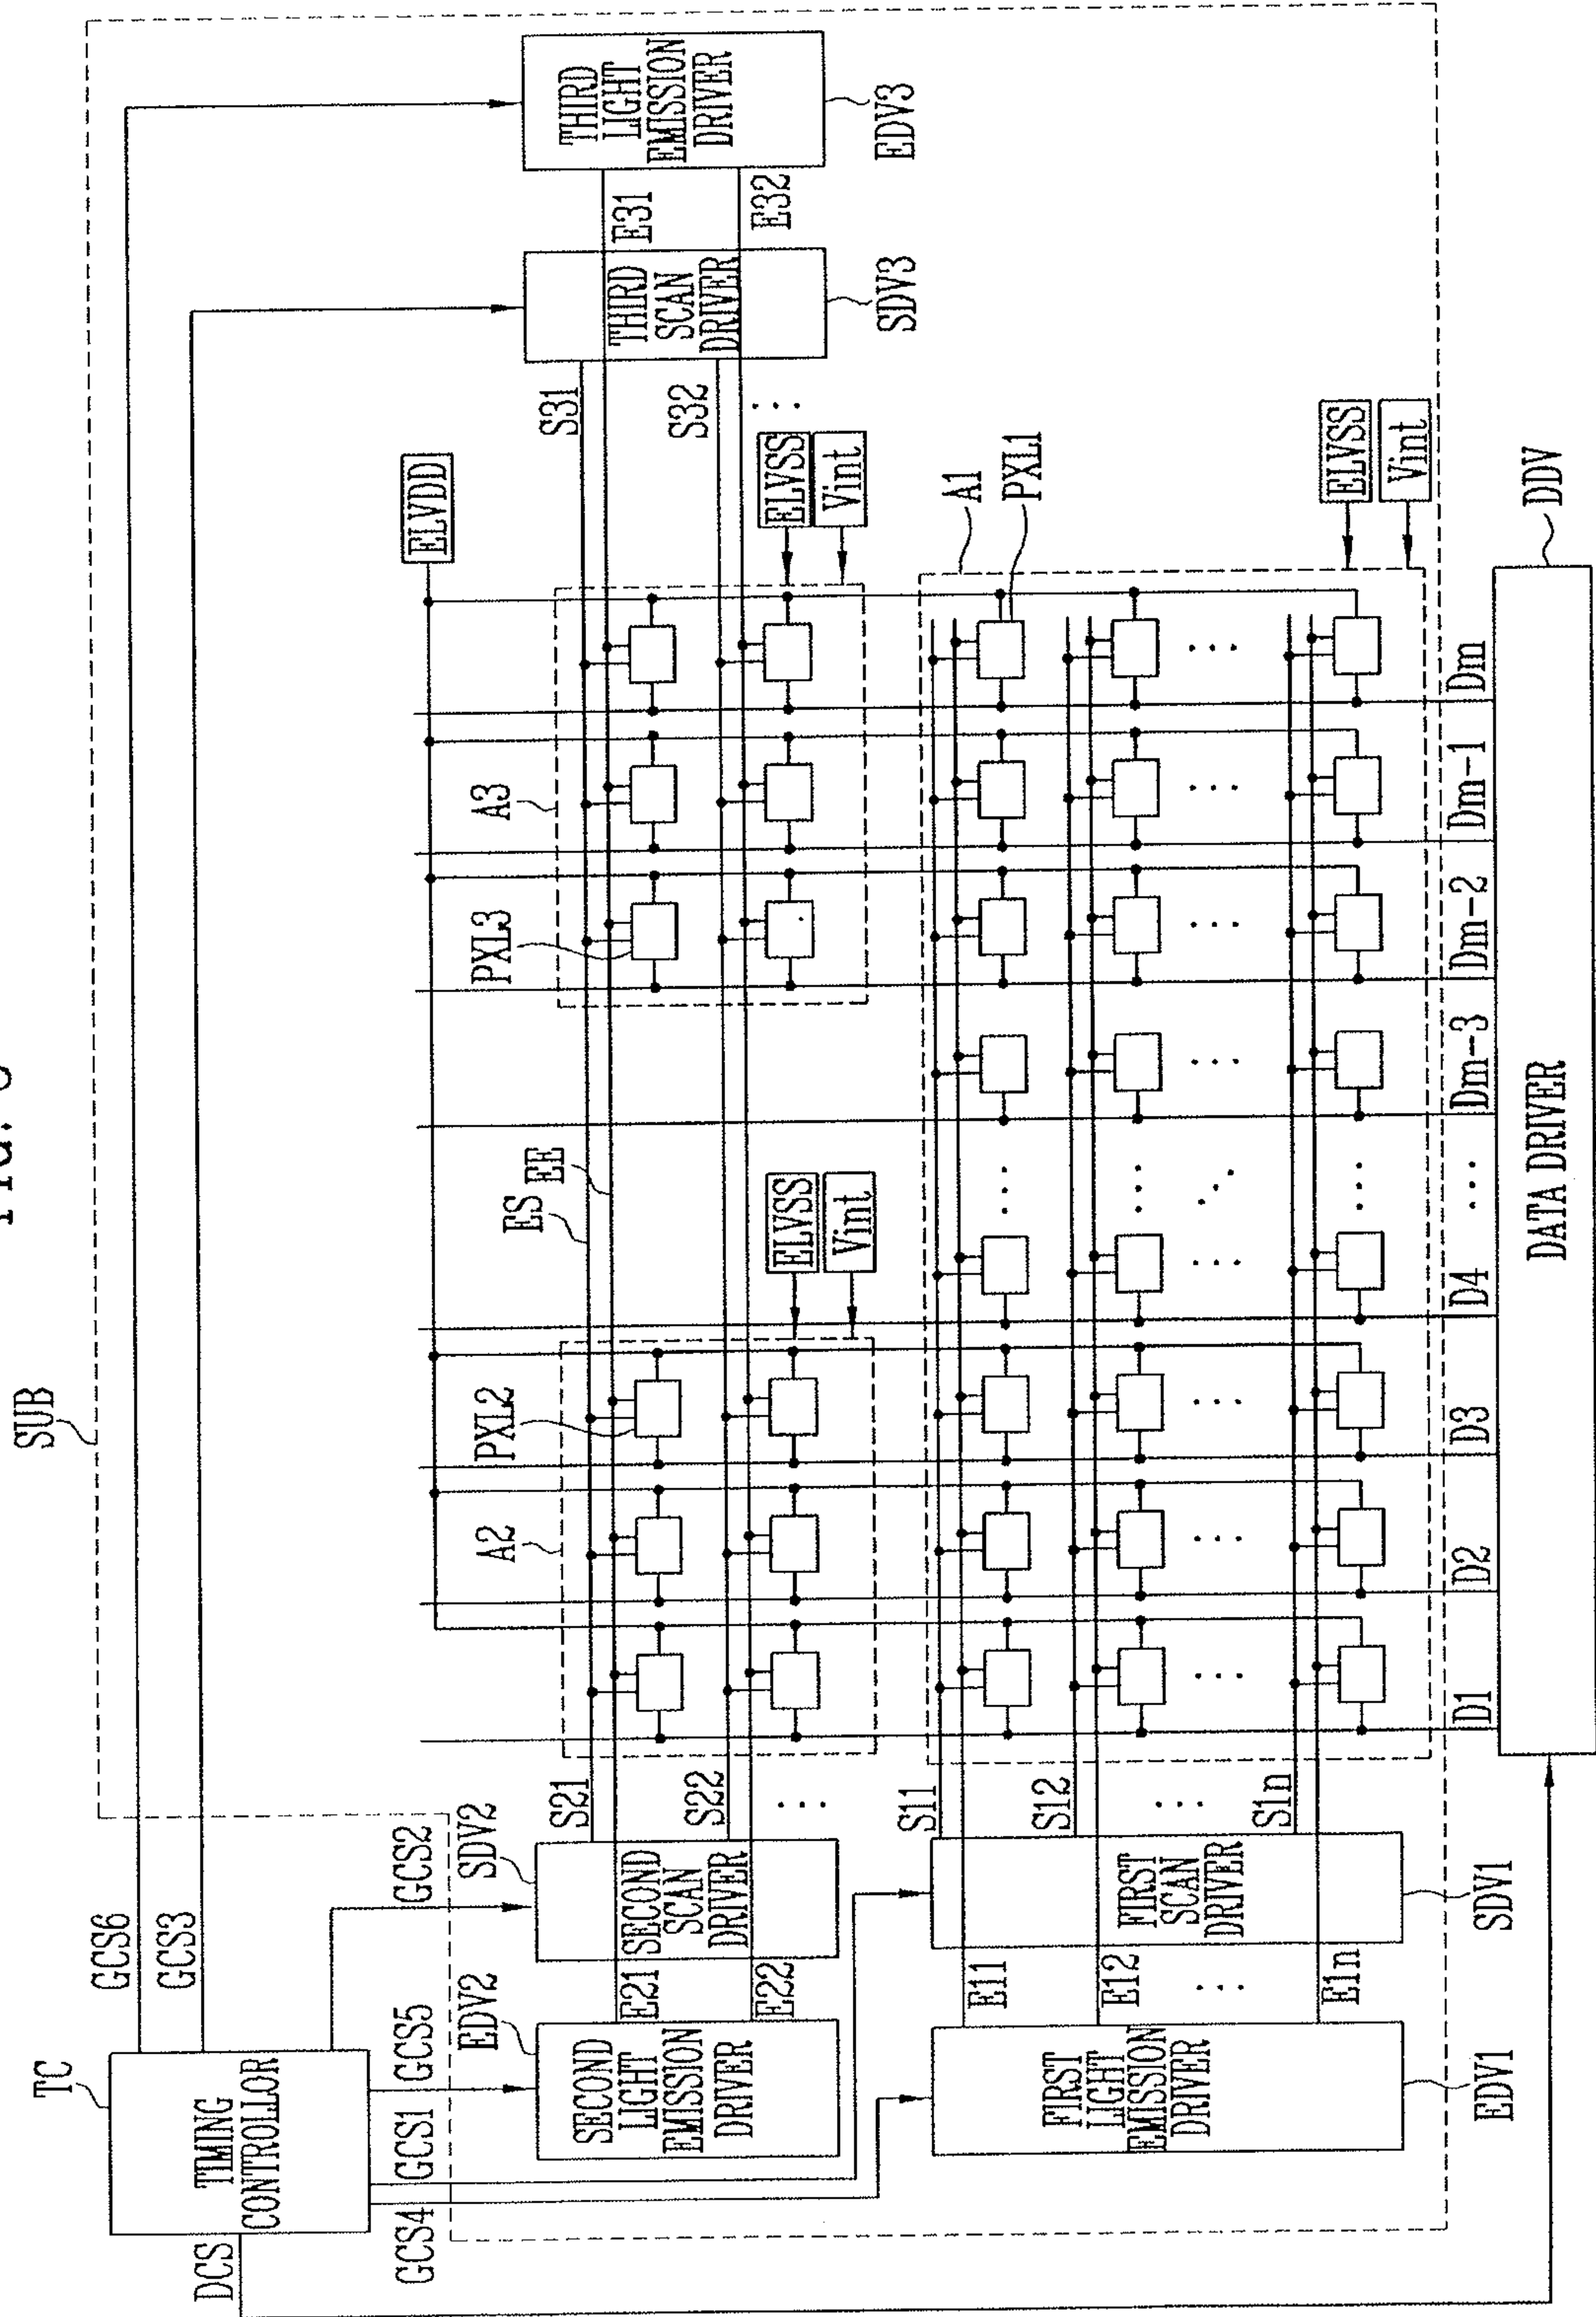 SUB
TC
TIMING
CONTROLLOR
DCS
GCS6
GCS3
GCS2
GCS5
GCS1
GCS4
SDV2
EDV2
SECOND
LIGHT
EMISSION
DRIVER
SECOND
SCAN
DRIVER
E21
E22
S21
S22
...
A2
PXL2
ES
EE
ELVSS
Vint
PXL3
A3
ELVDD
S31
S32
...
ELVSS
Vint
THIRD
SCAN
DRIVER
SDV3
E31
E32
THIRD
LIGHT
EMISSION
DRIVER
EDV3
FIRST
LIGHT
EMISSION
DRIVER
EDV1
E11
E12
...
E1n
FIRST
SCAN
DRIVER
SDV1
S11
S12
...
S1n
A1
PXL1
ELVSS
Vint
D1
D2
D3
D4
...
Dm-3
Dm-2
Dm-1
Dm
DATA DRIVER
DDV